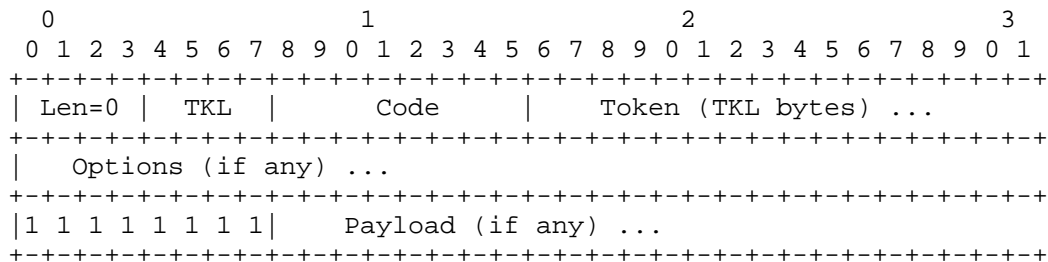 0                   1                   2                   3
 0 1 2 3 4 5 6 7 8 9 0 1 2 3 4 5 6 7 8 9 0 1 2 3 4 5 6 7 8 9 0 1
+-+-+-+-+-+-+-+-+-+-+-+-+-+-+-+-+-+-+-+-+-+-+-+-+-+-+-+-+-+-+-+-+
| Len=0 |  TKL  |      Code     |    Token (TKL bytes) ...
+-+-+-+-+-+-+-+-+-+-+-+-+-+-+-+-+-+-+-+-+-+-+-+-+-+-+-+-+-+-+-+-+
|   Options (if any) ...
+-+-+-+-+-+-+-+-+-+-+-+-+-+-+-+-+-+-+-+-+-+-+-+-+-+-+-+-+-+-+-+-+
|1 1 1 1 1 1 1 1|    Payload (if any) ...
+-+-+-+-+-+-+-+-+-+-+-+-+-+-+-+-+-+-+-+-+-+-+-+-+-+-+-+-+-+-+-+-+